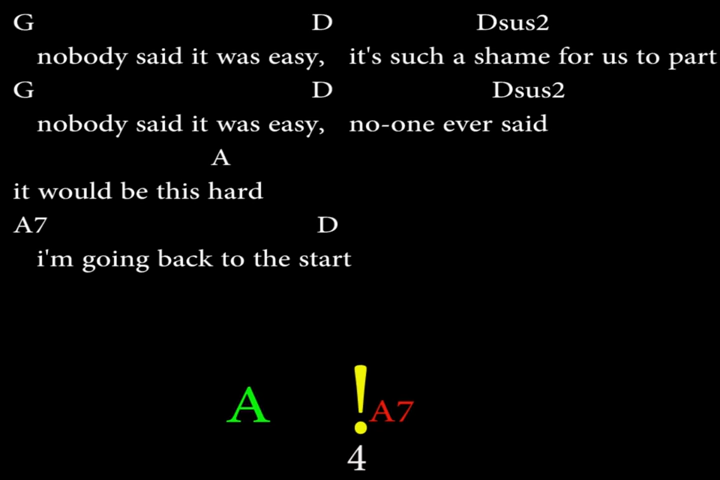 G D Dsus2
nobody said it was easy, it's such a shame for us to part
G D Dsus2
nobody said it was easy, no-one ever said
A
it would be this hard
A7 D
i'm going back to the start
A ! A7
4